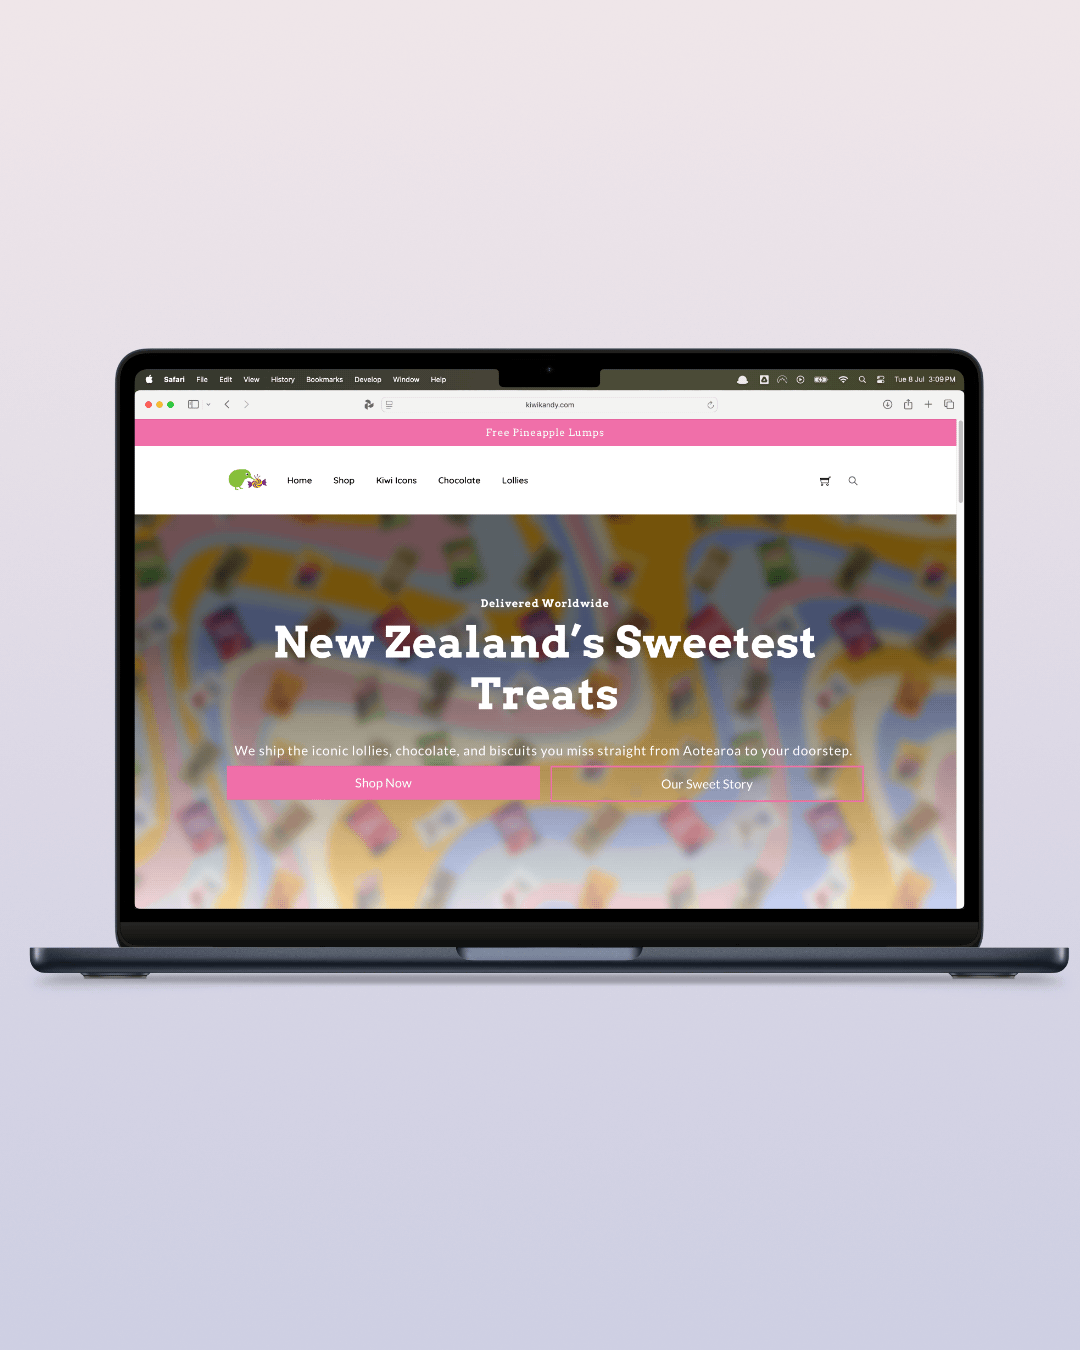 Safari File Edit View History Bookmarks Develop Window Help Tue 8 Jul 3:09 PM
kiwikandy.com
Free Pineapple Lumps
Home Shop Kiwi Icons Chocolate Lollies
Delivered Worldwide
New Zealand’s Sweetest
Treats
We ship the iconic lollies, chocolate, and biscuits you miss straight from Aotearoa to your doorstep.
Shop Now Our Sweet Story